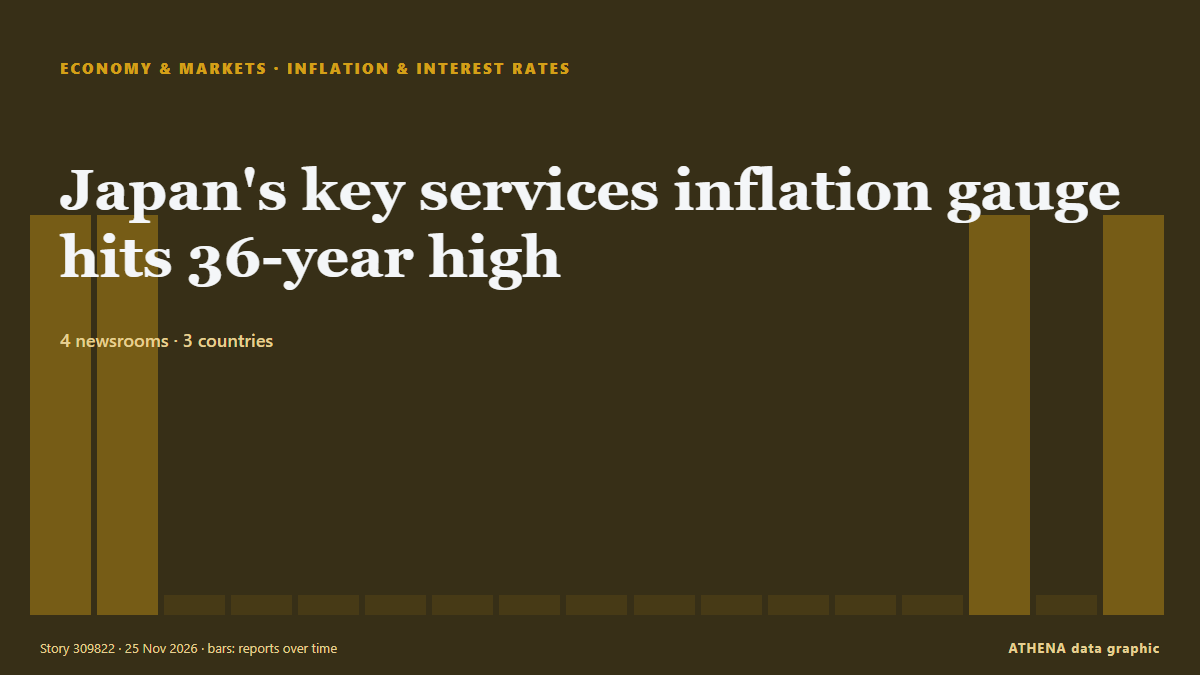 ECONOMY & MARKETS · INFLATION & INTEREST RATES
Japan's key services inflation gauge
hits 36-year high
4 newsrooms · 3 countries
Story 309822 · 25 Nov 2026 · bars: reports over time
ATHENA data graphic